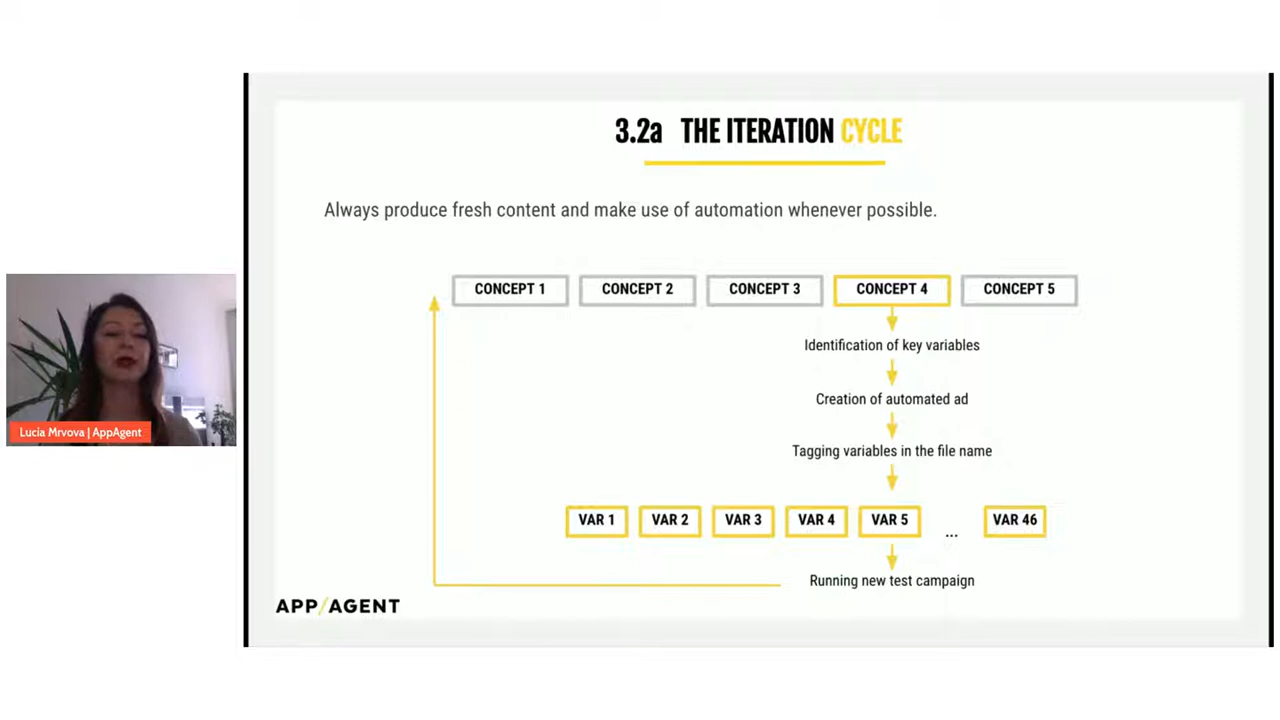 3.2a THE ITERATION CYCLE
Always produce fresh content and make use of automation whenever possible.
CONCEPT 1 CONCEPT 2 CONCEPT 3 CONCEPT 4 CONCEPT 5
Identification of key variables
Creation of automated ad
Tagging variables in the file name
Lucia Mrvova | AppAgent
VAR 1 VAR 2 VAR 3 VAR 4 VAR 5 ... VAR 46
Running new test campaign
APP/AGENT